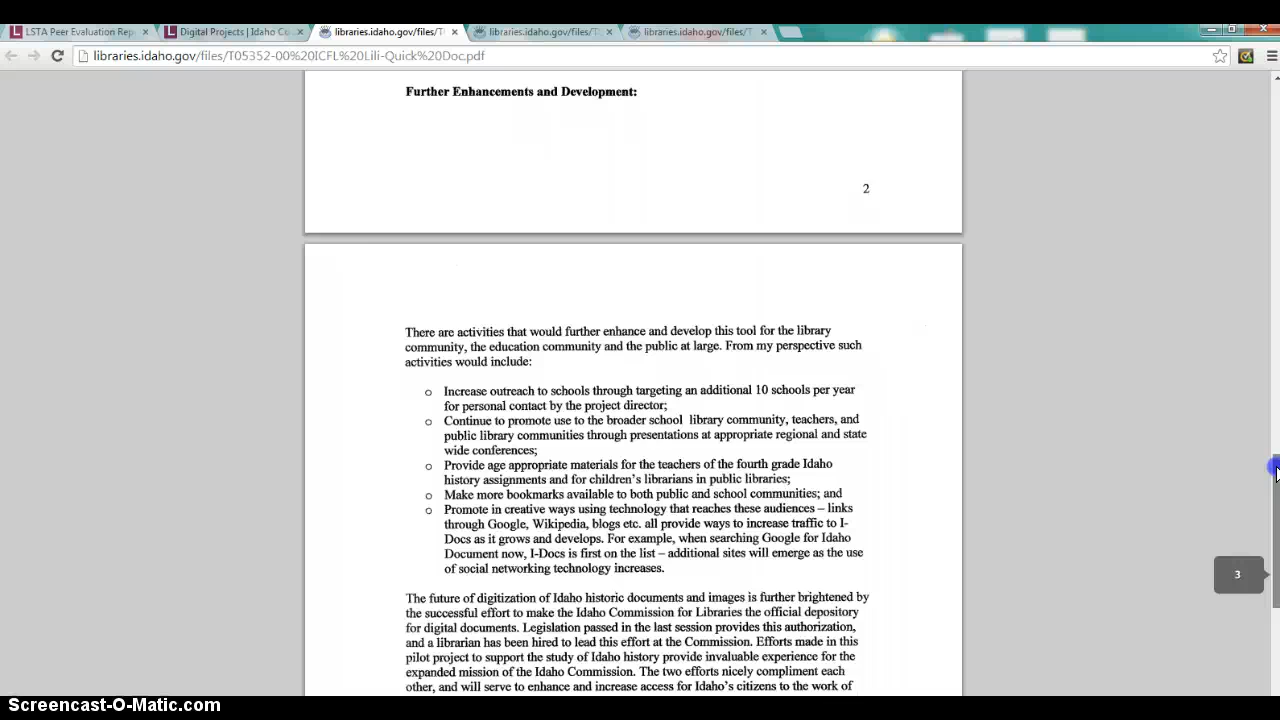 LSTA Peer Evaluation Rep
Digital Projects | Idaho Co
libraries.idaho.gov/files/T
libraries.idaho.gov/files/T
libraries.idaho.gov/files/T
libraries.idaho.gov/files/T05352-00%20ICFL%20Lili-Quick%20Doc.pdf
Further Enhancements and Development:
2
There are activities that would further enhance and develop this tool for the library
community, the education community and the public at large. From my perspective such
activities would include:
o Increase outreach to schools through targeting an additional 10 schools per year
for personal contact by the project director;
o Continue to promote use to the broader school library community, teachers, and
public library communities through presentations at appropriate regional and state
wide conferences;
o Provide age appropriate materials for the teachers of the fourth grade Idaho
history assignments and for children's librarians in public libraries;
o Make more bookmarks available to both public and school communities; and
o Promote in creative ways using technology that reaches these audiences – links
through Google, Wikipedia, blogs etc. all provide ways to increase traffic to I-
Docs as it grows and develops. For example, when searching Google for Idaho
Document now, I-Docs is first on the list – additional sites will emerge as the use
of social networking technology increases.
3
The future of digitization of Idaho historic documents and images is further brightened by
the successful effort to make the Idaho Commission for Libraries the official depository
for digital documents. Legislation passed in the last session provides this authorization,
and a librarian has been hired to lead this effort at the Commission. Efforts made in this
pilot project to support the study of Idaho history provide invaluable experience for the
expanded mission of the Idaho Commission. The two efforts nicely compliment each
other, and will serve to enhance and increase access for Idaho's citizens to the work of
Screencast-O-Matic.com